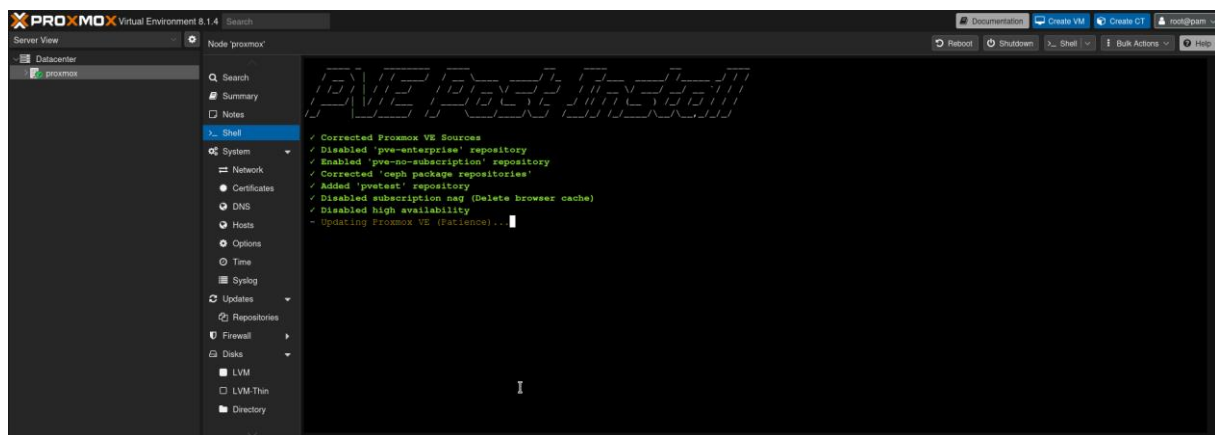 PROXMOX Virtual Environment 8.1.4 Search
Documentation Create VM Create CT root@pam
Server View
Node 'proxmox'
Reboot Shutdown >_ Shell Bulk Actions Help
Datacenter
proxmox
Search
Summary
Notes
>_ Shell
System
Network
Certificates
DNS
Hosts
Options
Time
Syslog
Updates
Repositories
Firewall
Disks
LVM
LVM-Thin
Directory
PVE Post Install
✓ Corrected Proxmox VE Sources
✓ Disabled 'pve-enterprise' repository
✓ Enabled 'pve-no-subscription' repository
✓ Corrected 'ceph package repositories'
✓ Added 'pvetest' repository
✓ Disabled subscription nag (Delete browser cache)
✓ Disabled high availability
- Updating Proxmox VE (Patience)...